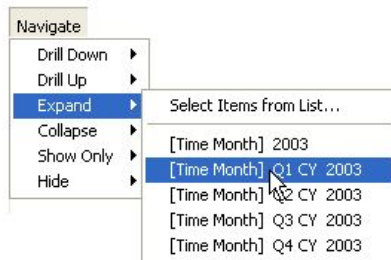 Navigate
Drill Down
Drill Up
Expand
Collapse
Show Only
Hide
Select Items from List...
[Time Month] 2003
[Time Month] Q1 CY 2003
[Time Month] Q2 CY 2003
[Time Month] Q3 CY 2003
[Time Month] Q4 CY 2003